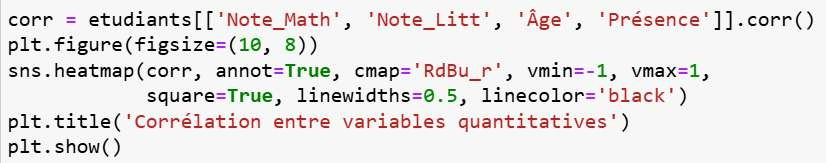 corr = etudiants[['Note_Math', 'Note_Litt', 'Âge', 'Présence']].corr()
plt.figure(figsize=(10, 8))
sns.heatmap(corr, annot=True, cmap='RdBu_r', vmin=-1, vmax=1,
            square=True, linewidths=0.5, linecolor='black')
plt.title('Corrélation entre variables quantitatives')
plt.show()